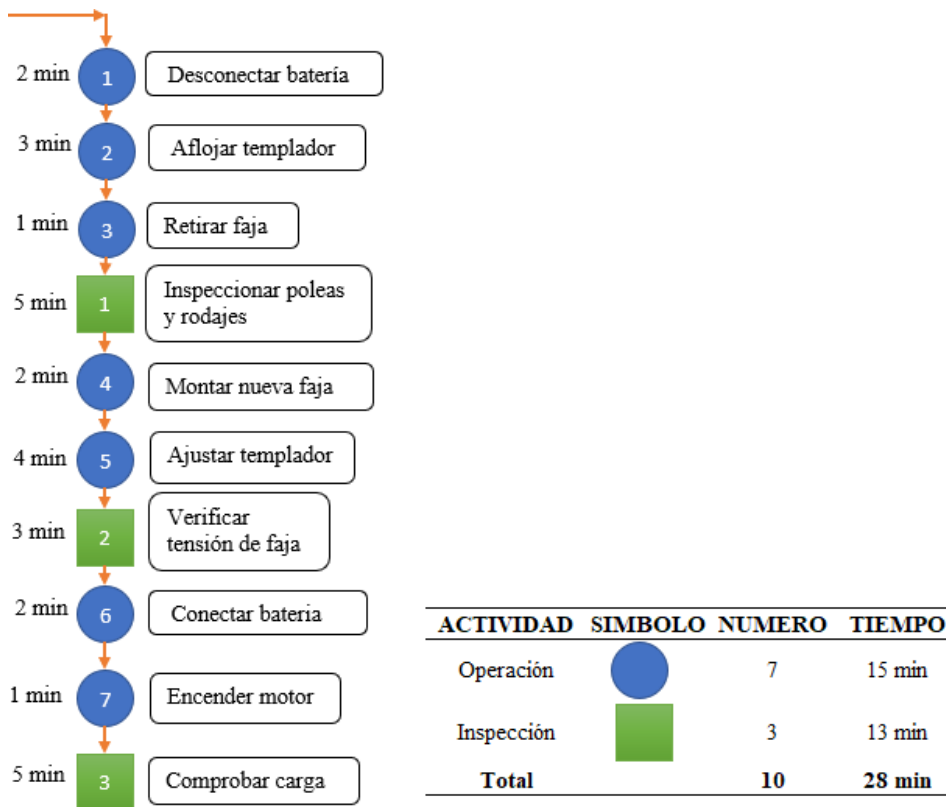 2 min 1 Desconectar batería
3 min 2 Aflojar templador
1 min 3 Retirar faja
5 min 1 Inspeccionar poleas
y rodajes
2 min 4 Montar nueva faja
4 min 5 Ajustar templador
3 min 2 Verificar
tensión de faja
2 min 6 Conectar bateria
1 min 7 Encender motor
5 min 3 Comprobar carga
ACTIVIDAD SIMBOLO NUMERO TIEMPO
Operación 7 15 min
Inspección 3 13 min
Total 10 28 min